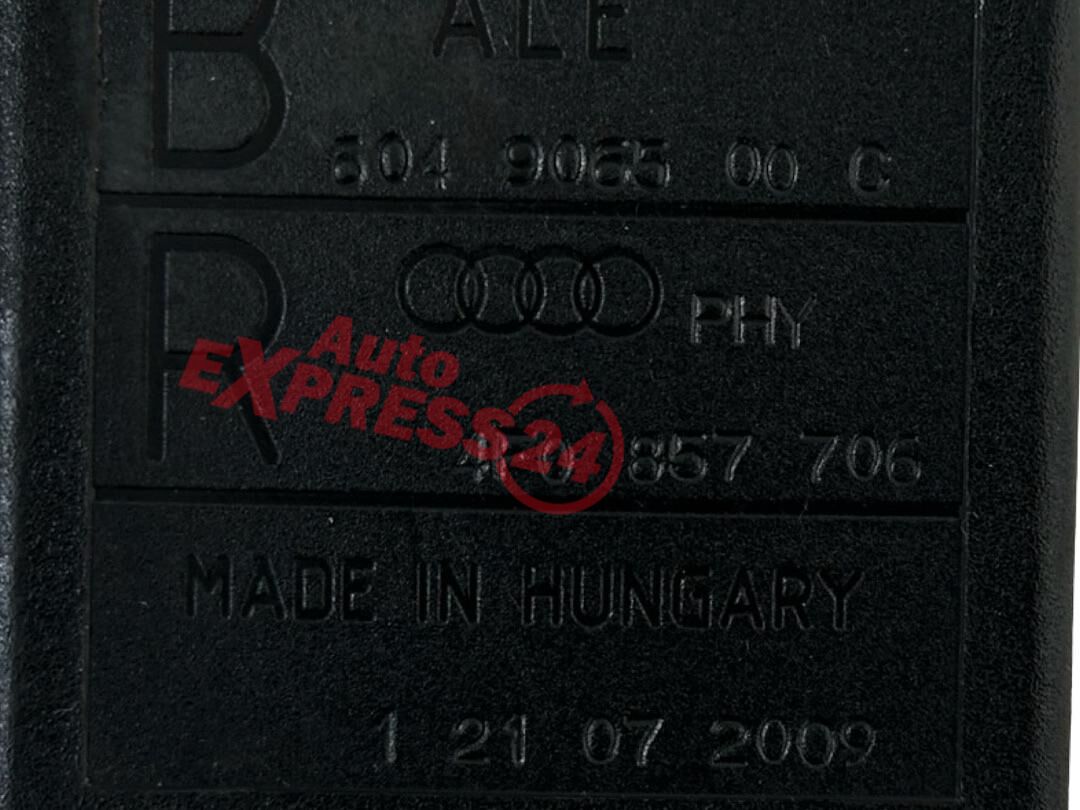 B ALE
604 9065 00 C
R PHY
857 706
Auto
EXPRESS24
MADE IN HUNGARY
1 21 07 2009